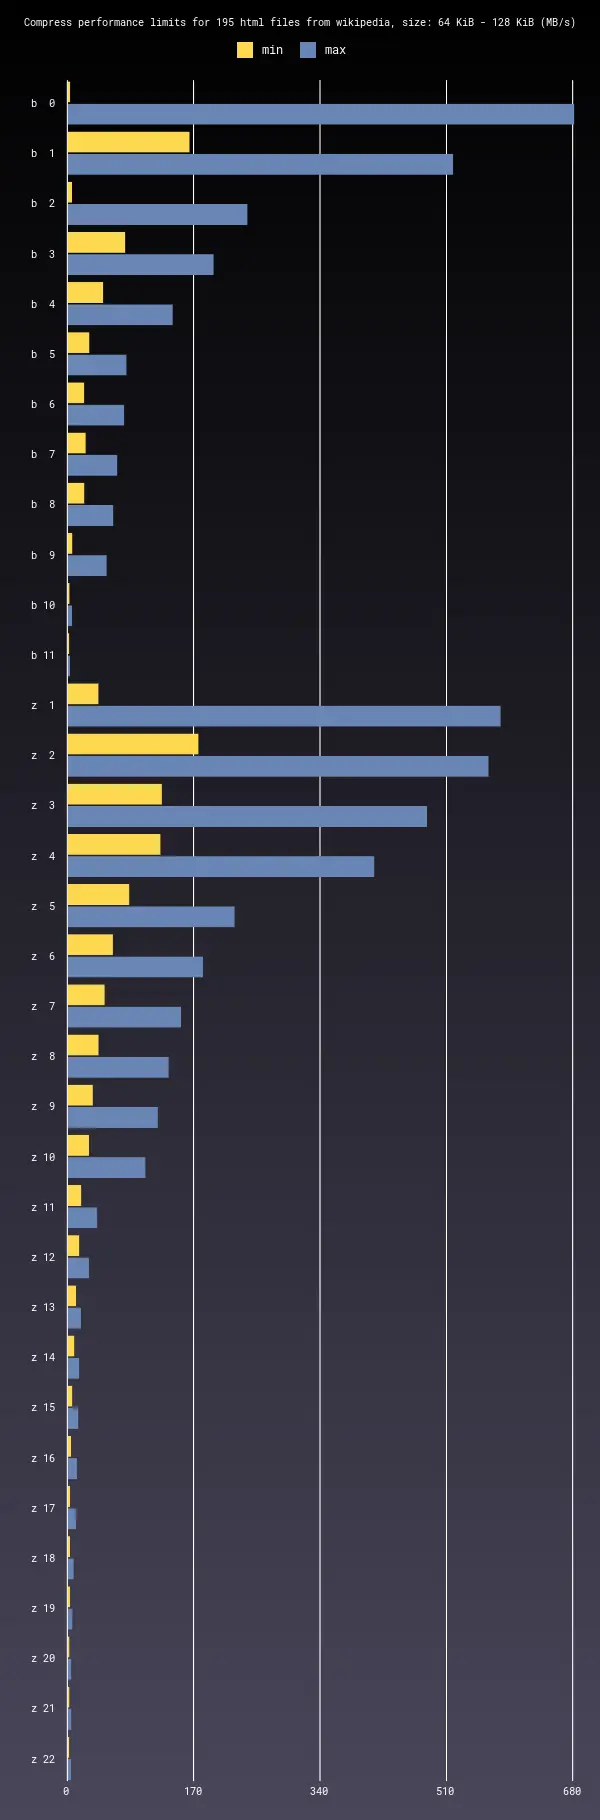 Compress performance limits for 195 html files from wikipedia, size: 64 KiB - 128 KiB (MB/s)
min max
b 0
b 1
b 2
b 3
b 4
b 5
b 6
b 7
b 8
b 9
b 10
b 11
z 1
z 2
z 3
z 4
z 5
z 6
z 7
z 8
z 9
z 10
z 11
z 12
z 13
z 14
z 15
z 16
z 17
z 18
z 19
z 20
z 21
z 22
0 170 340 510 680